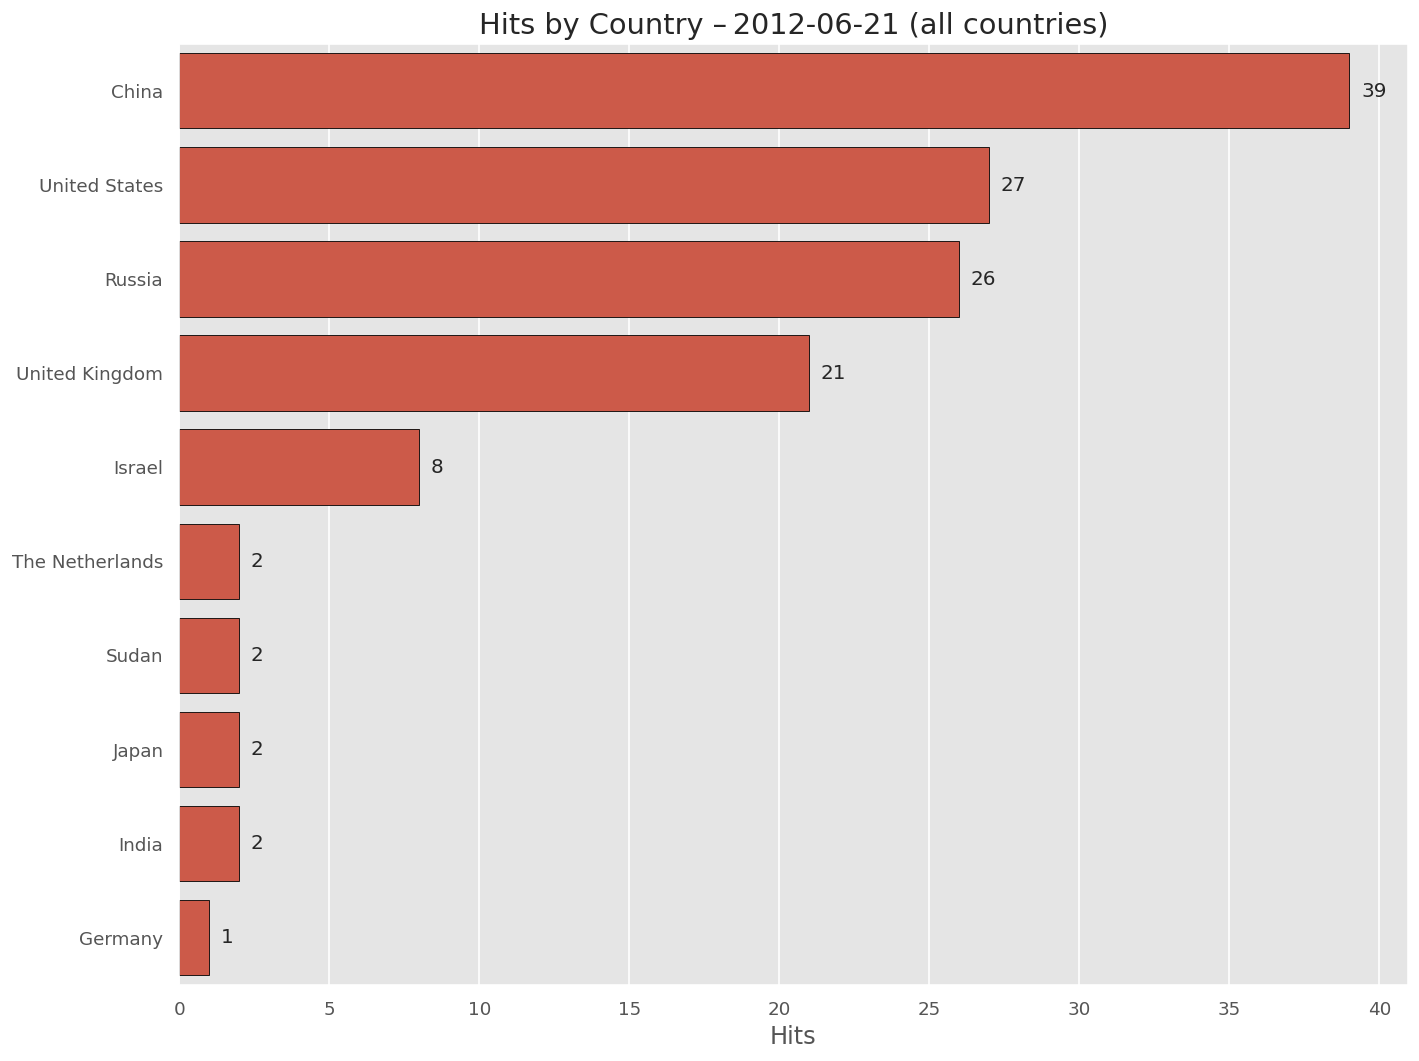 Hits by Country – 2012-06-21 (all countries)
China 39
United States 27
Russia 26
United Kingdom 21
Israel 8
The Netherlands 2
Sudan 2
Japan 2
India 2
Germany 1
0 5 10 15 20 25 30 35 40
Hits